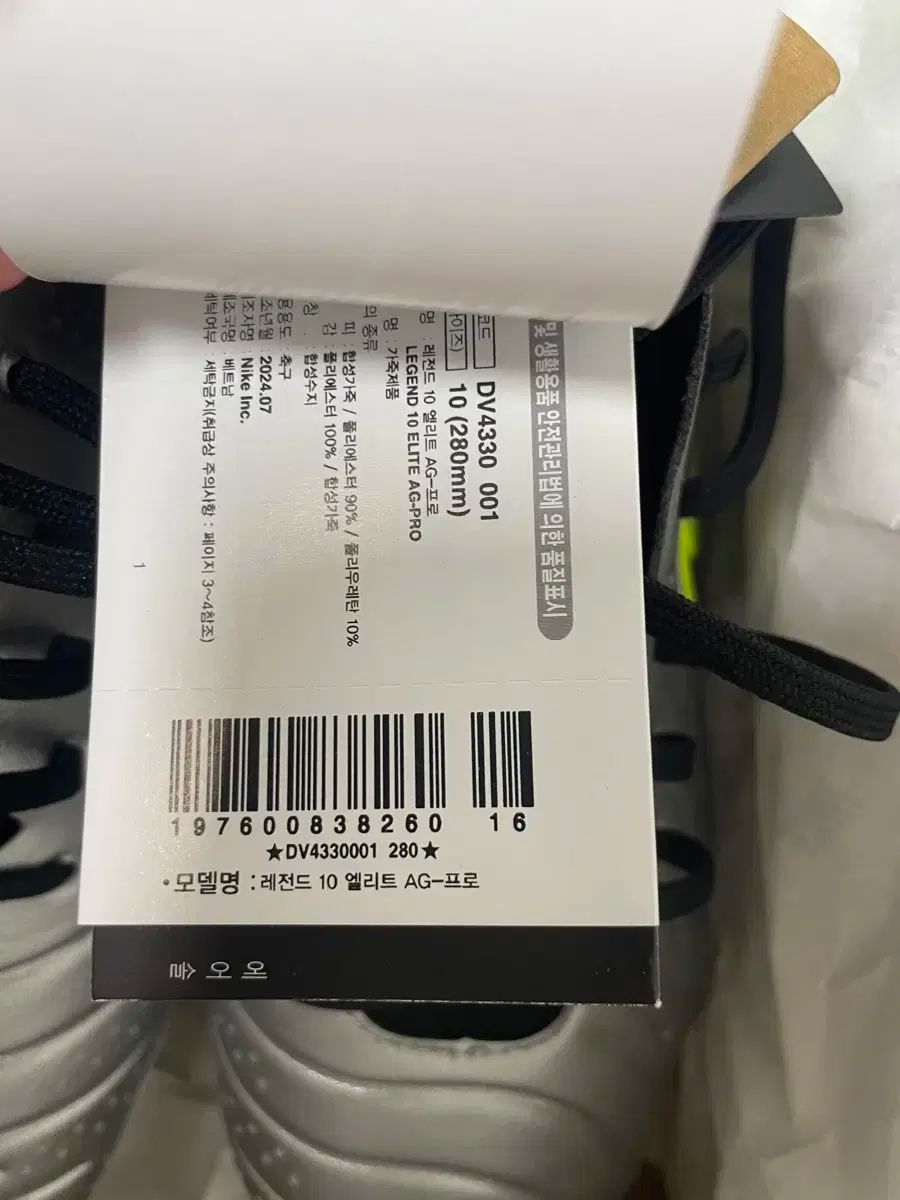 및 생활용품 안전관리법에 의한 품질표시
DV4330 001
10 (280mm)
명 : 레전드 10 엘리트 AG-프로
LEGEND 10 ELITE AG-PRO
명 : 가죽제품
의 종류
피 : 합성가죽 / 폴리에스터 90% / 폴리우레탄 10%
감 : 폴리에스터 100% / 합성가죽
창 : 합성수지
용용도 : 축구
조년월 : 2024.07
조사명 : Nike Inc.
제조국명 : 베트남
세탁여부 : 세탁금지(취급상 주의사항 : 페이지 3~4참조)
1
197600838260 16
★DV4330001 280★
•모델명 : 레전드 10 엘리트 AG-프로
에어솔